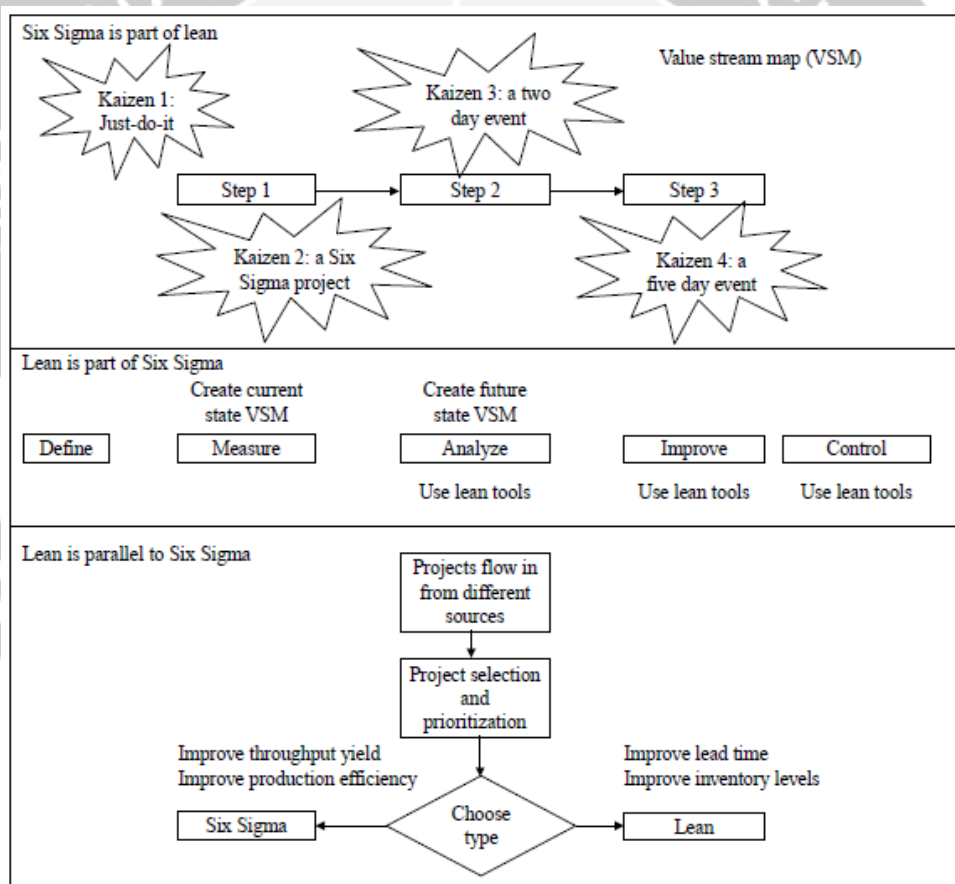 Six Sigma is part of lean
Value stream map (VSM)
Kaizen 1:
Just-do-it
Kaizen 3: a two
day event
Step 1
Step 2
Step 3
Kaizen 2: a Six
Sigma project
Kaizen 4: a
five day event
Lean is part of Six Sigma
Create current
state VSM
Create future
state VSM
Define
Measure
Analyze
Improve
Control
Use lean tools
Use lean tools
Use lean tools
Lean is parallel to Six Sigma
Projects flow in
from different
sources
Project selection
and
prioritization
Improve throughput yield
Improve production efficiency
Improve lead time
Improve inventory levels
Choose
type
Six Sigma
Lean